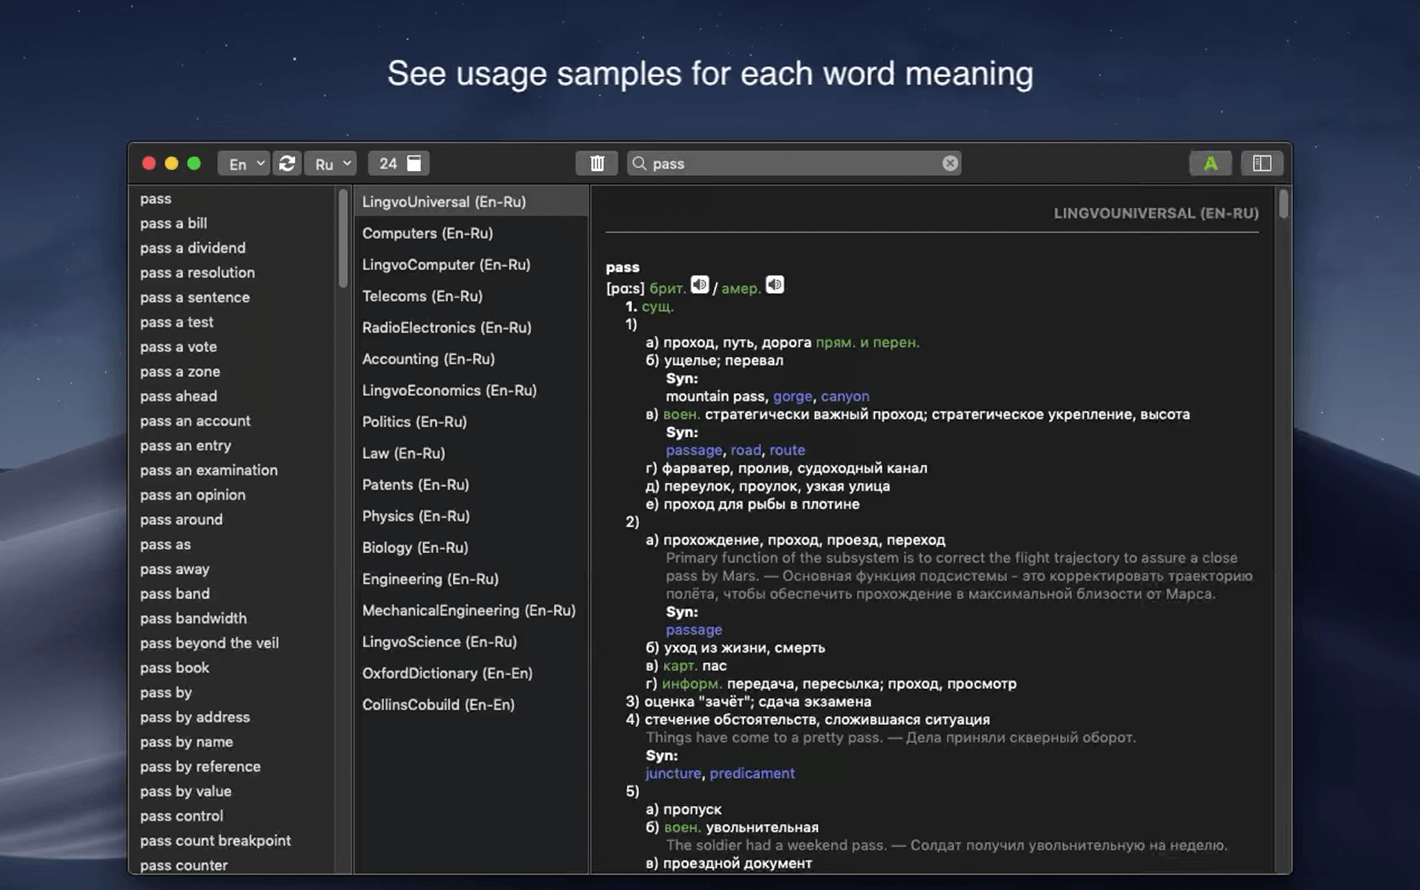 See usage samples for each word meaning
En
Ru
24
pass
A
pass
pass a bill
pass a dividend
pass a resolution
pass a sentence
pass a test
pass a vote
pass a zone
pass ahead
pass an account
pass an entry
pass an examination
pass an opinion
pass around
pass as
pass away
pass band
pass bandwidth
pass beyond the veil
pass book
pass by
pass by address
pass by name
pass by reference
pass by value
pass control
pass count breakpoint
pass counter
LingvoUniversal (En-Ru)
Computers (En-Ru)
LingvoComputer (En-Ru)
Telecoms (En-Ru)
RadioElectronics (En-Ru)
Accounting (En-Ru)
LingvoEconomics (En-Ru)
Politics (En-Ru)
Law (En-Ru)
Patents (En-Ru)
Physics (En-Ru)
Biology (En-Ru)
Engineering (En-Ru)
MechanicalEngineering (En-Ru)
LingvoScience (En-Ru)
OxfordDictionary (En-En)
CollinsCobuild (En-En)
LINGVOUNIVERSAL (EN-RU)
pass
[pɑːs] брит. / амер.
1. сущ.
1)
а) проход, путь, дорога прям. и перен.
б) ущелье; перевал
Syn:
mountain pass, gorge, canyon
в) воен. стратегически важный проход; стратегическое укрепление, высота
Syn:
passage, road, route
г) фарватер, пролив, судоходный канал
д) переулок, проулок, узкая улица
е) проход для рыбы в плотине
2)
а) прохождение, проход, проезд, переход
Primary function of the subsystem is to correct the flight trajectory to assure a close
pass by Mars. — Основная функция подсистемы - это корректировать траекторию
полёта, чтобы обеспечить прохождение в максимальной близости от Марса.
Syn:
passage
б) уход из жизни, смерть
в) карт. пас
г) информ. передача, пересылка; проход, просмотр
3) оценка "зачёт"; сдача экзамена
4) стечение обстоятельств, сложившаяся ситуация
Things have come to a pretty pass. — Дела приняли скверный оборот.
Syn:
juncture, predicament
5)
а) пропуск
б) воен. увольнительная
The soldier had a weekend pass. — Солдат получил увольнительную на неделю.
в) проездной документ